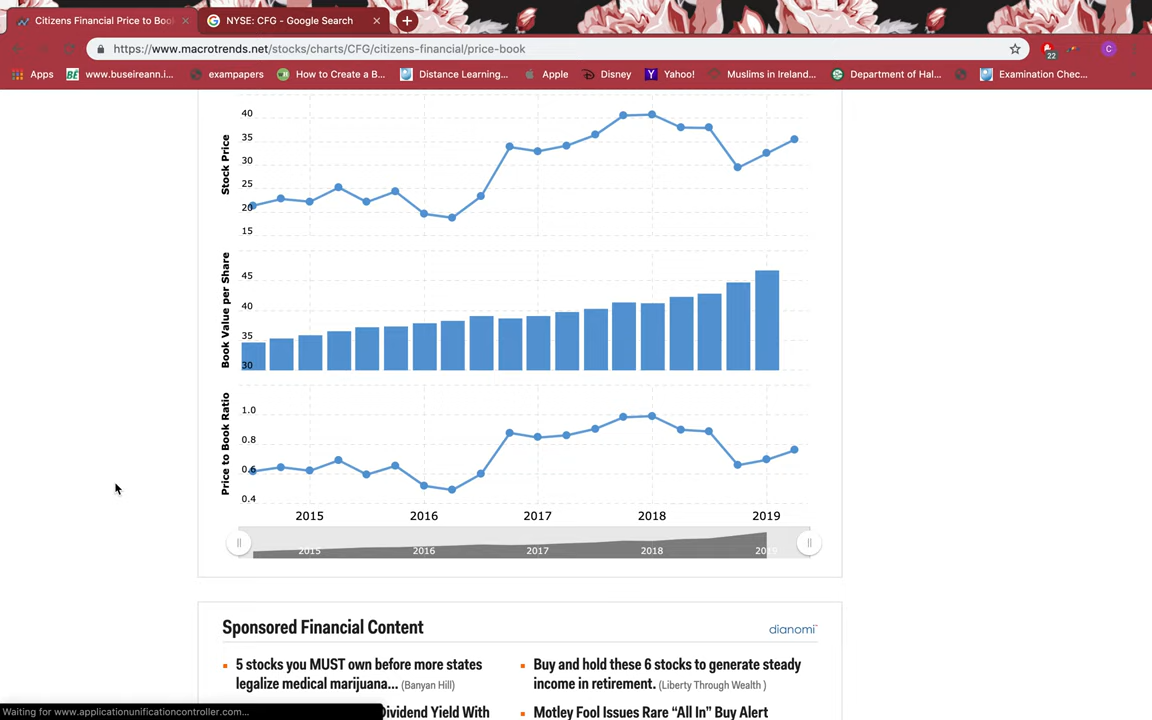 Citizens Financial Price to Boo
NYSE: CFG - Google Search
https://www.macrotrends.net/stocks/charts/CFG/citizens-financial/price-book
22
C
Apps
BÉ www.buseireann.i...
exampapers
How to Create a B...
Distance Learning...
Apple
Disney
Yahoo!
Muslims in Ireland...
Department of Hal...
Examination Chec...
Stock Price
40
35
30
25
20
15
Book Value per Share
45
40
35
30
Price to Book Ratio
1.0
0.8
0.6
0.4
2015 2016 2017 2018 2019
2015 2016 2017 2018 2019
Sponsored Financial Content
dianomi
5 stocks you MUST own before more states
legalize medical marijuana... (Banyan Hill)
Dividend Yield With
Buy and hold these 6 stocks to generate steady
income in retirement. (Liberty Through Wealth )
Motley Fool Issues Rare “All In” Buy Alert
Waiting for www.applicationunificationcontroller.com...